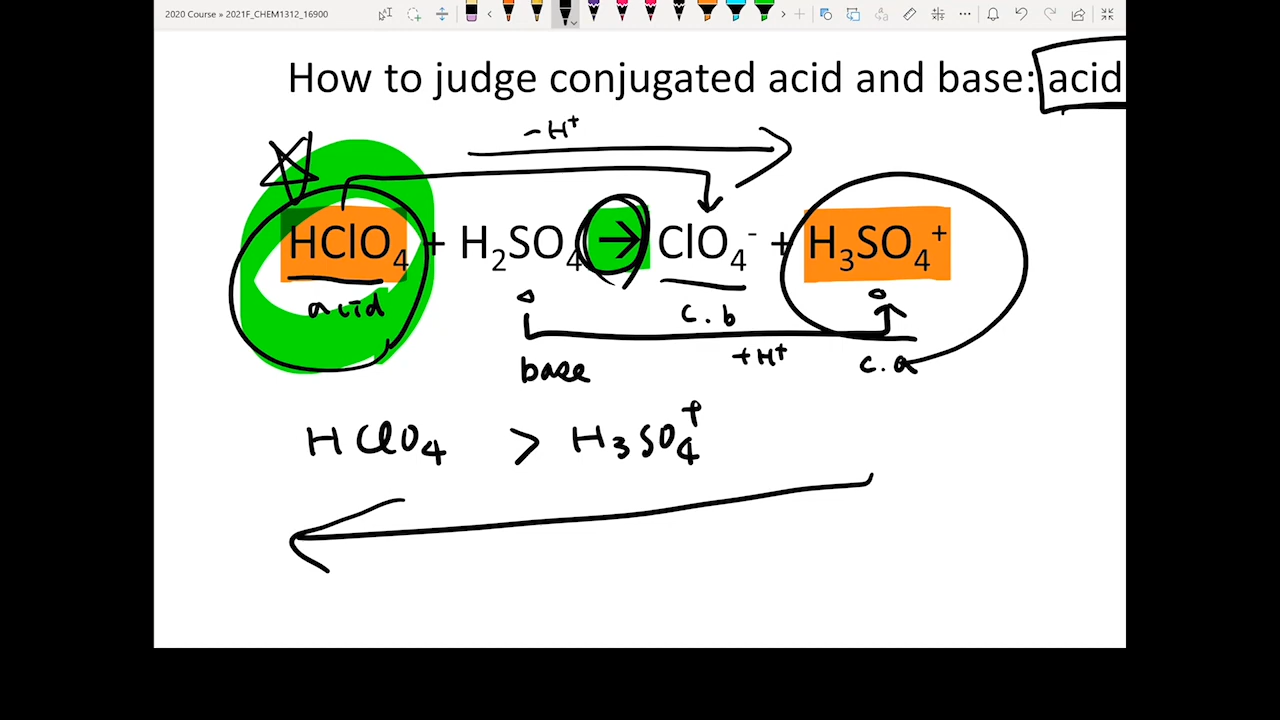 2020 Course » 2021F_CHEM1312_16900
How to judge conjugated acid and base: acid
-H⁺
HClO₄ + H₂SO₄ → ClO₄⁻ + H₃SO₄⁺
acid c.b
+H⁺
base c.a
HClO₄ > H₃SO₄⁺